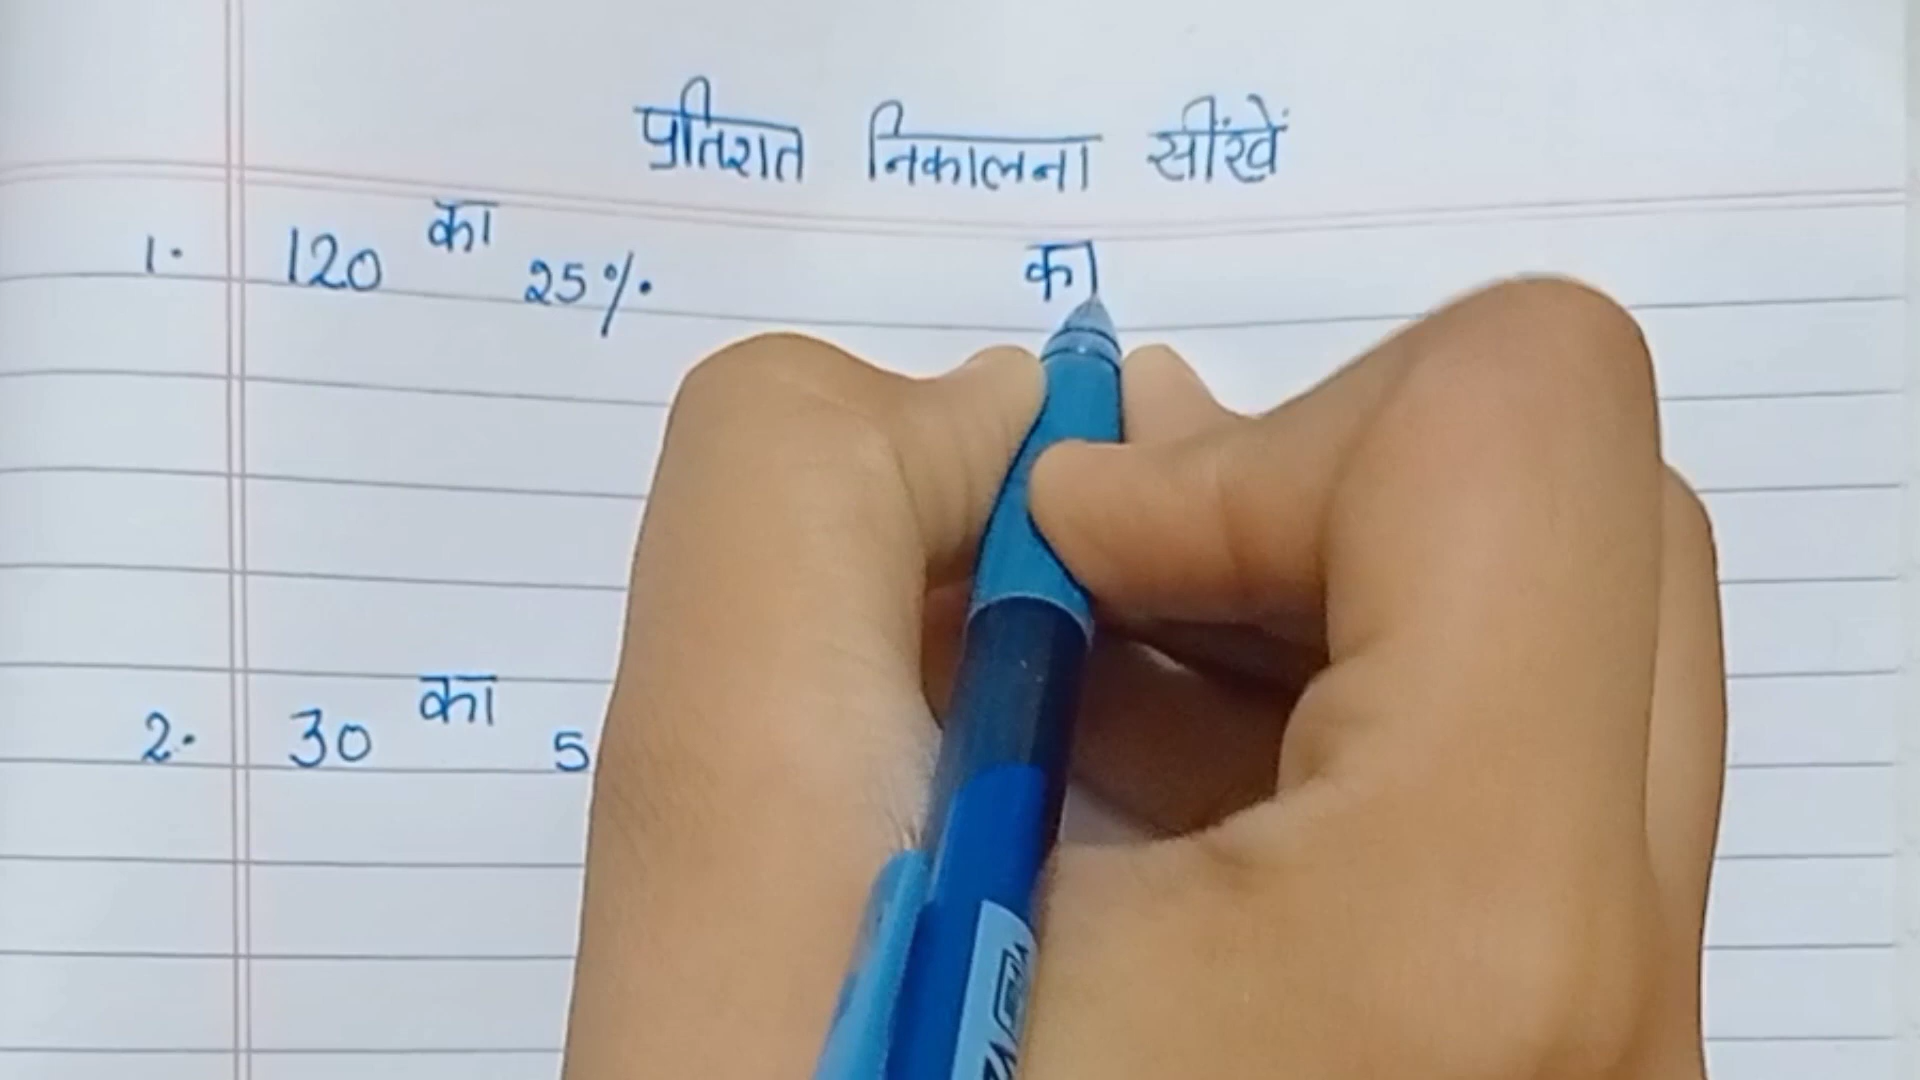 प्रतिशत निकालना सींखें
1. 120 का 25%
का
2. 30 का 5